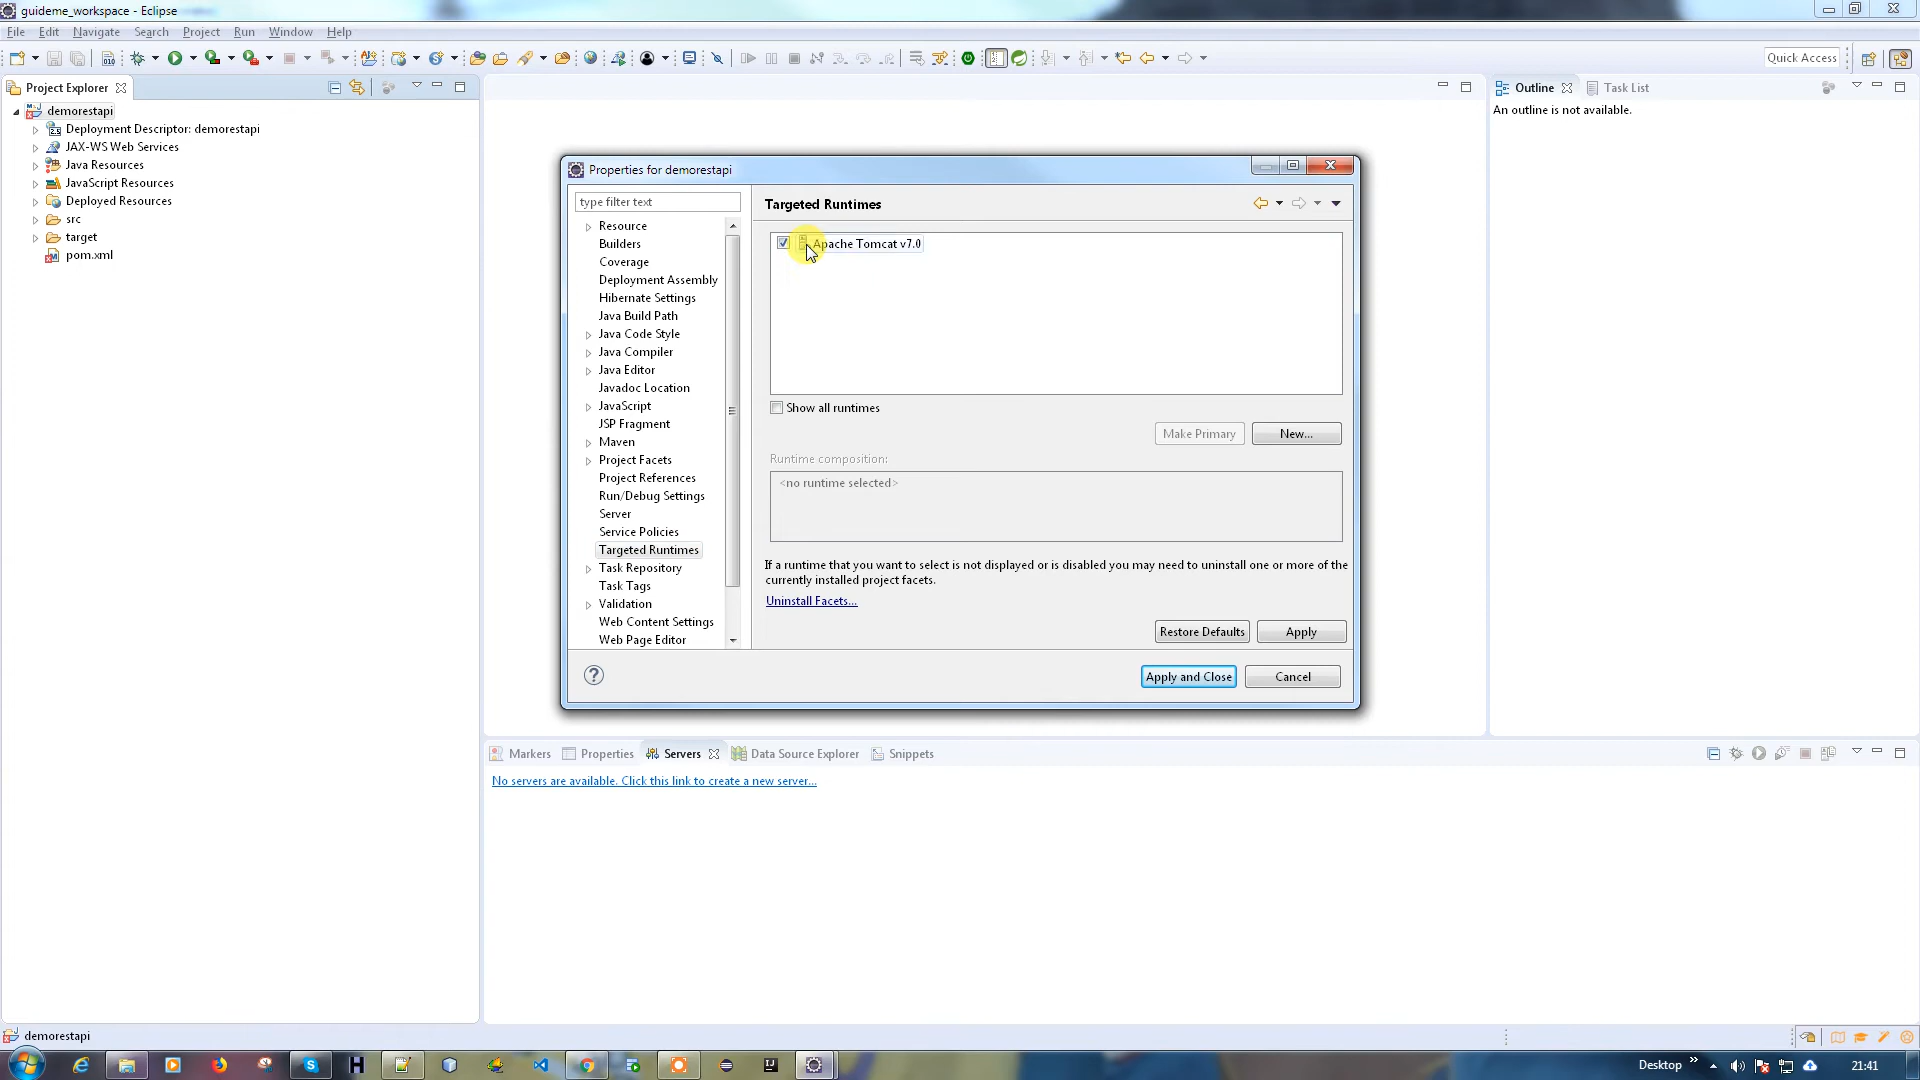 guideme_workspace - Eclipse
File Edit Navigate Search Project Run Window Help
Quick Access
Project Explorer
demorestapi
Deployment Descriptor: demorestapi
JAX-WS Web Services
Java Resources
JavaScript Resources
Deployed Resources
src
target
pom.xml
Outline Task List
An outline is not available.
Properties for demorestapi
type filter text
Resource
Builders
Coverage
Deployment Assembly
Hibernate Settings
Java Build Path
Java Code Style
Java Compiler
Java Editor
Javadoc Location
JavaScript
JSP Fragment
Maven
Project Facets
Project References
Run/Debug Settings
Server
Service Policies
Targeted Runtimes
Task Repository
Task Tags
Validation
Web Content Settings
Web Page Editor
Targeted Runtimes
Apache Tomcat v7.0
Show all runtimes
Make Primary New...
Runtime composition:
<no runtime selected>
If a runtime that you want to select is not displayed or is disabled you may need to uninstall one or more of the
currently installed project facets.
Uninstall Facets...
Restore Defaults Apply
Apply and Close Cancel
Markers Properties Servers Data Source Explorer Snippets
No servers are available. Click this link to create a new server...
demorestapi
Desktop
21:41